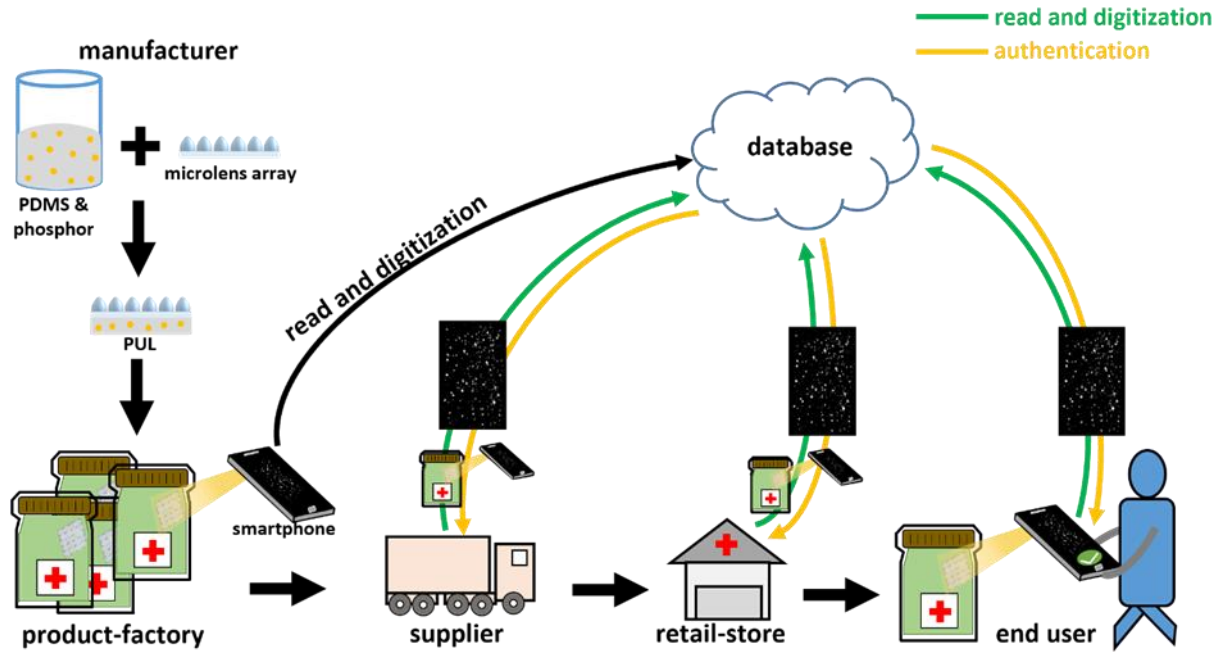 read and digitization
authentication
manufacturer
microlens array
PDMS &
phosphor
PUL
database
read and digitization
smartphone
product-factory
supplier
retail-store
end user